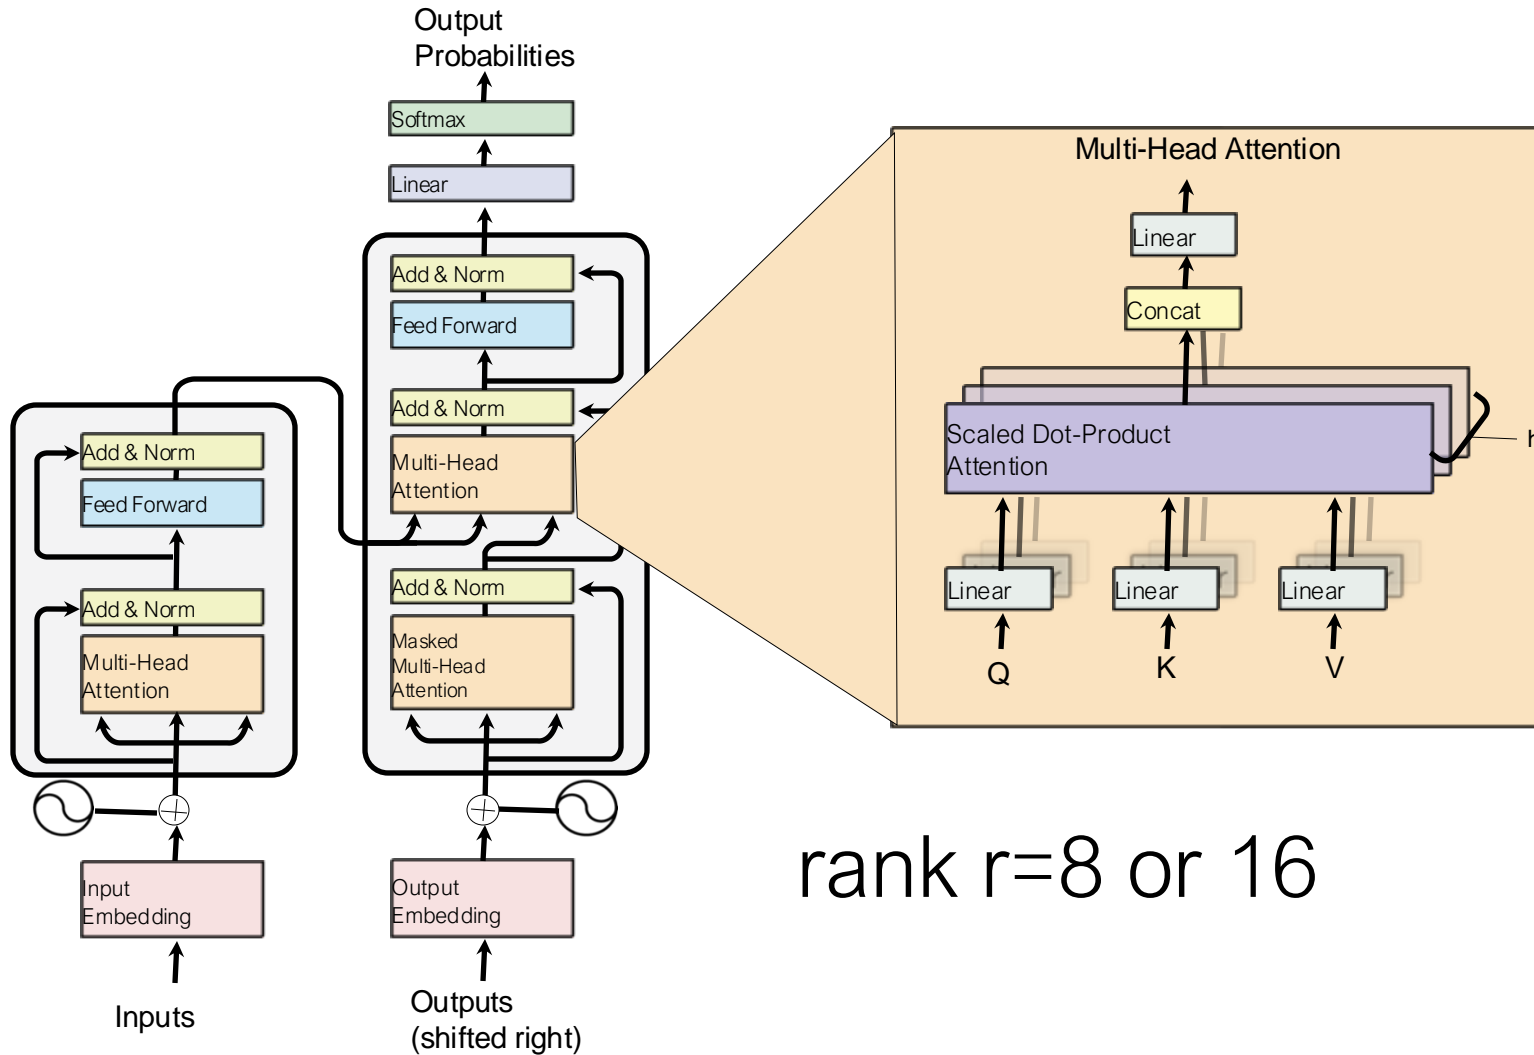 Output
Probabilities
Softmax
Linear
Add & Norm
Feed Forward
Add & Norm
Multi-Head
Attention
Add & Norm
Masked
Multi-Head
Attention
Output
Embedding
Outputs
(shifted right)
Add & Norm
Feed Forward
Add & Norm
Multi-Head
Attention
Input
Embedding
Inputs
Multi-Head Attention
Linear
Concat
Scaled Dot-Product
Attention
h
Linear
Linear
Linear
Q
K
V
rank r=8 or 16